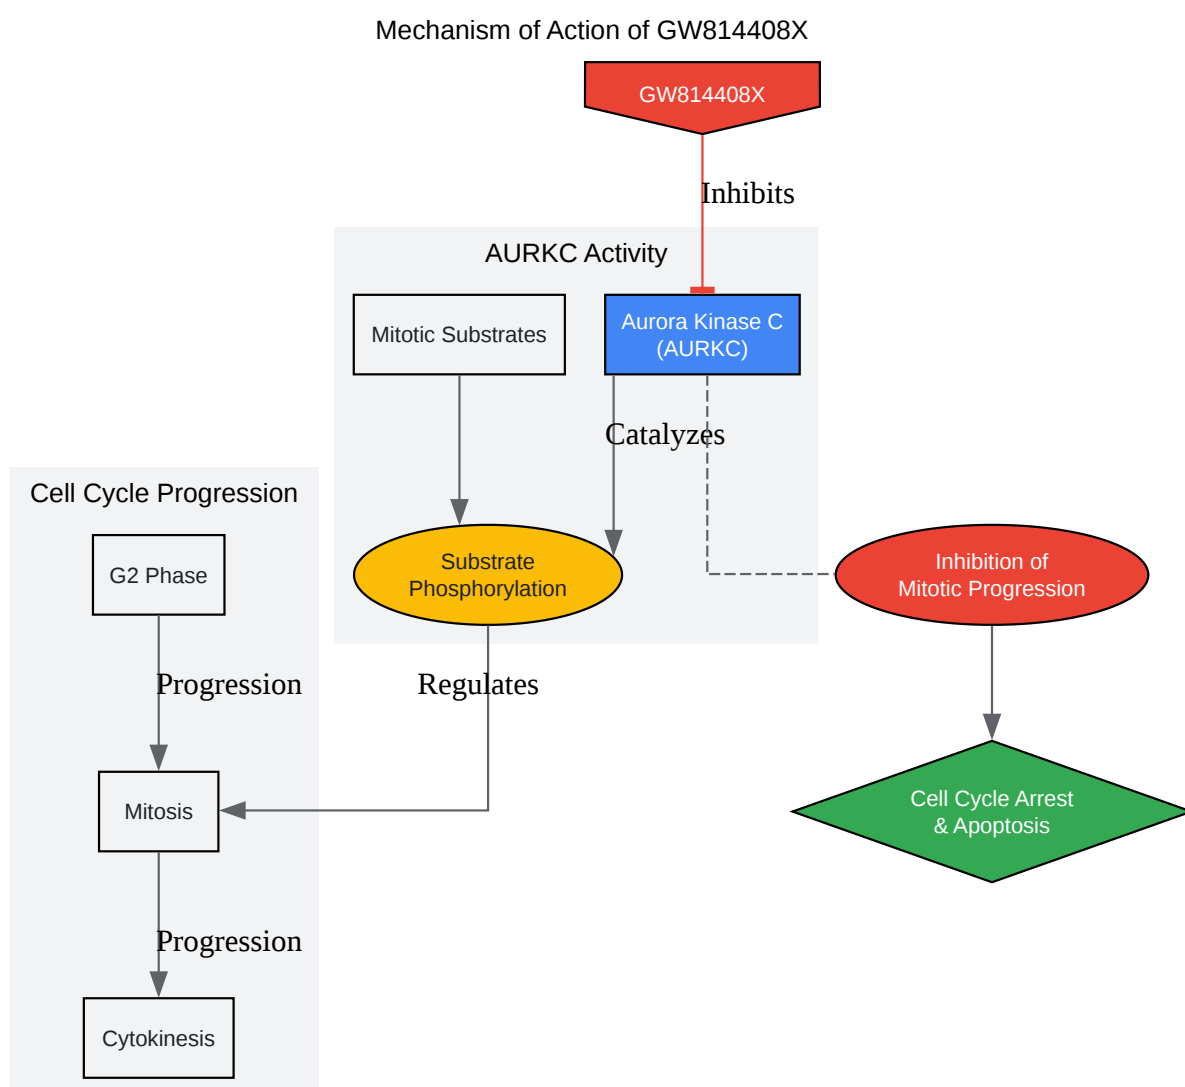 Mechanism of Action of GW814408X
GW814408X
Inhibits
AURKC Activity
Mitotic Substrates
Aurora Kinase C
(AURKC)
Catalyzes
Cell Cycle Progression
G2 Phase
Substrate
Phosphorylation
Inhibition of
Mitotic Progression
Progression
Regulates
Mitosis
Cell Cycle Arrest
& Apoptosis
Progression
Cytokinesis